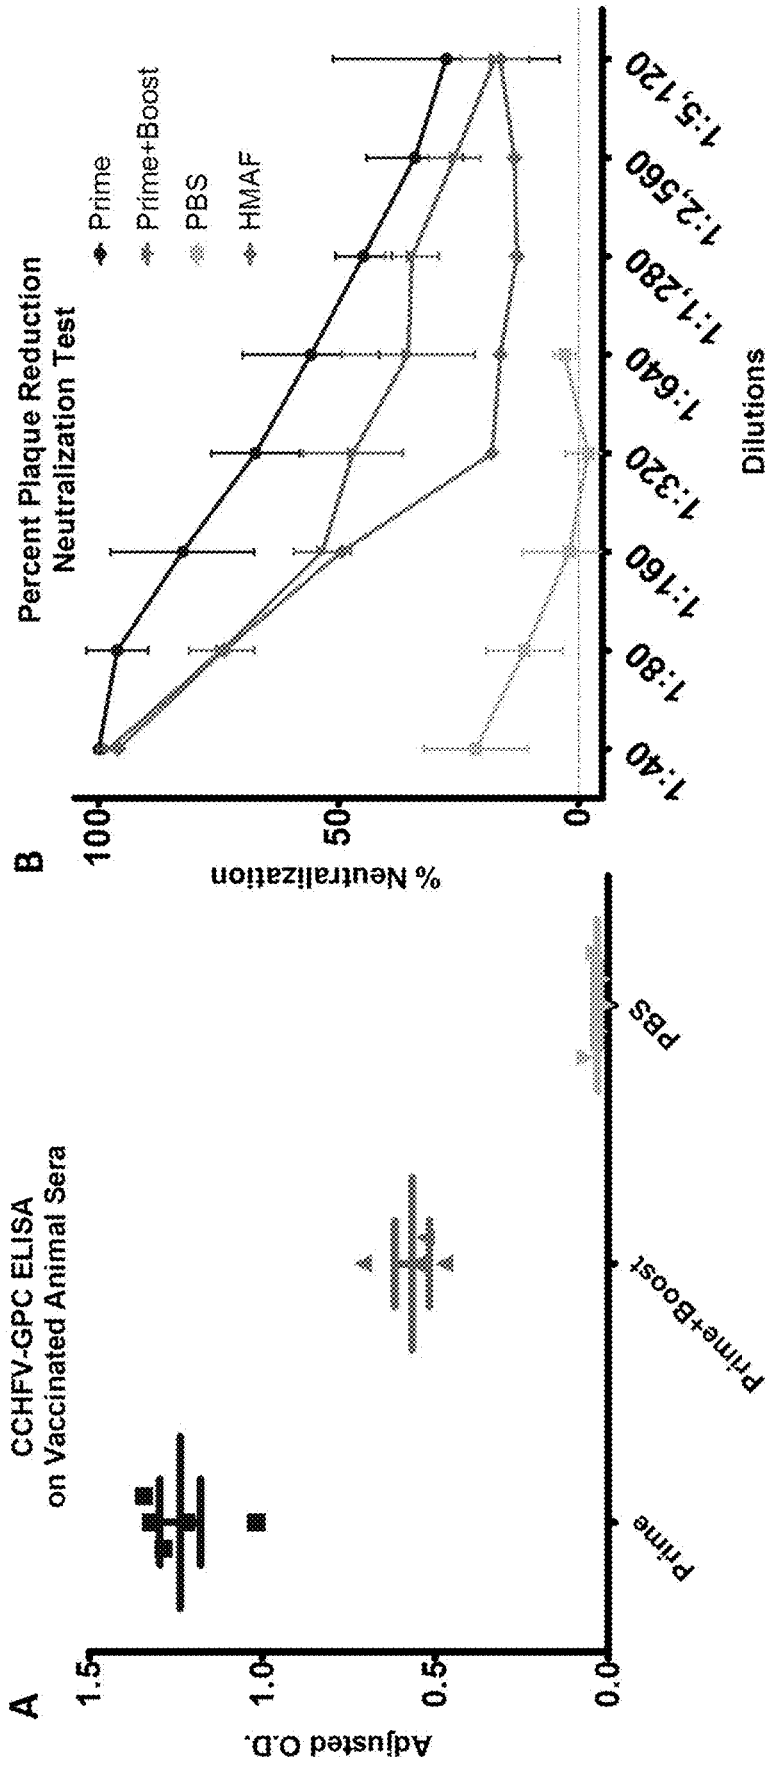 A
CCHFV-GPC ELISA
on Vaccinated Animal Sera
Adjusted O.D.
1.5
1.0
0.5
0.0
Prime
Prime+Boost
PBS
B
Percent Plaque Reduction
Neutralization Test
% Neutralization
100
50
0
Prime
Prime+Boost
PBS
HMAF
1:40
1:80
1:160
1:320
1:640
1:1,280
1:2,560
1:5,120
Dilutions